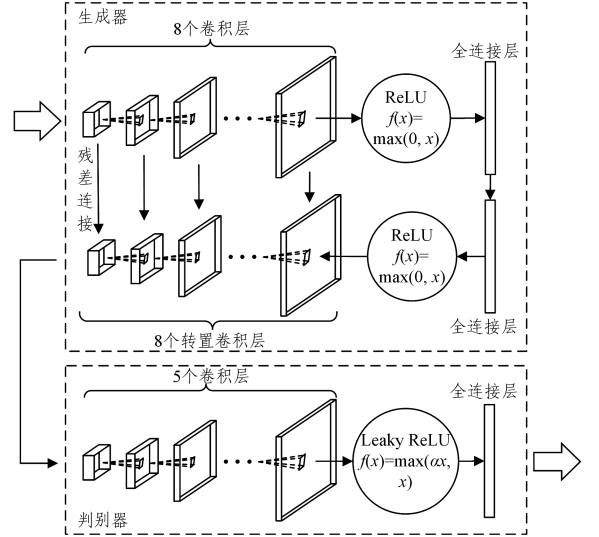 生成器
8个卷积层
全连接层
ReLU
f(x)=
max(0, x)
残差连接
ReLU
f(x)=
max(0, x)
8个转置卷积层
全连接层
5个卷积层
全连接层
Leaky ReLU
f(x)=max(αx,
x)
判别器